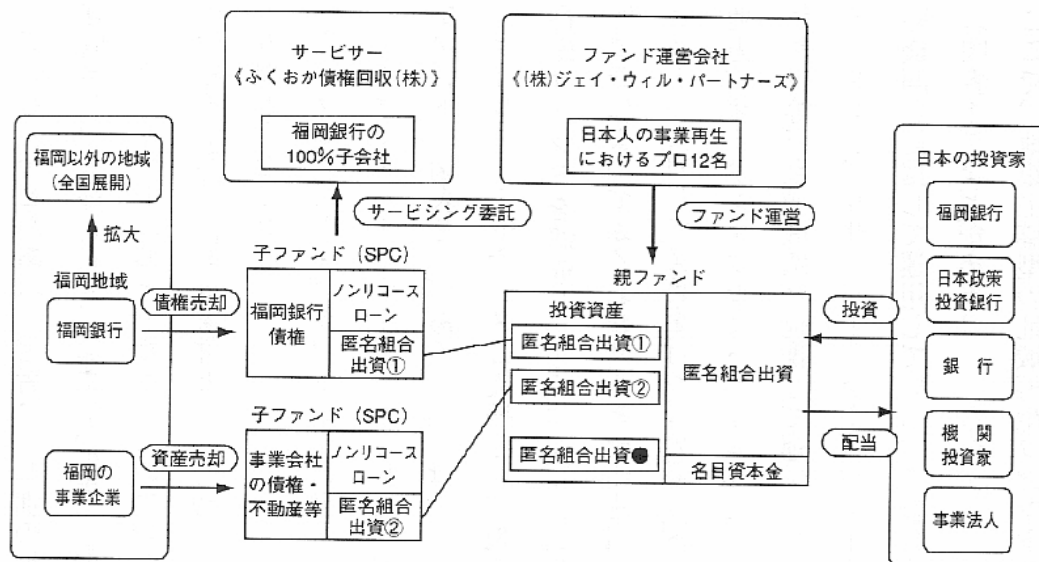 サービサー
《ふくおか債権回収(株)》
福岡銀行の
100%子会社
ファンド運営会社
《(株)ジェイ・ウィル・パートナーズ》
日本人の事業再生
におけるプロ12名
福岡以外の地域
(全国展開)
拡大
福岡地域
福岡銀行
福岡の
事業企業
債権売却
資産売却
サービシング委託
ファンド運営
子ファンド(SPC)
福岡銀行
債権
ノンリコース
ローン
匿名組合
出資①
子ファンド(SPC)
事業会社
の債権・
不動産等
ノンリコース
ローン
匿名組合
出資②
親ファンド
投資資産
匿名組合出資①
匿名組合出資②
匿名組合出資●
匿名組合出資
名目資本金
投資
配当
日本の投資家
福岡銀行
日本政策
投資銀行
銀行
機関
投資家
事業法人